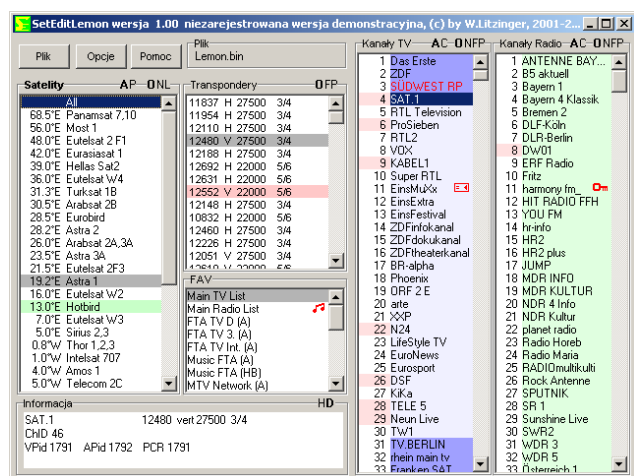 SetEditLemon wersja 1.00 niezarejestrowana wersja demonstracyjna, (c) by W.Litzinger, 2001-2...
Plik
Opcje
Pomoc
Plik
Lemon.bin
Satelity AP ONL
All
68.5°E Panamsat 7,10
56.0°E Most 1
48.0°E Eutelsat 2 F1
42.0°E Eurasiasat 1
39.0°E Hellas Sat2
36.0°E Eutelsat W4
31.3°E Turksat 1B
30.5°E Arabsat 2B
28.5°E Eurobird
28.2°E Astra 2
26.0°E Arabsat 2A,3A
23.5°E Astra 3A
21.5°E Eutelsat 2F3
19.2°E Astra 1
16.0°E Eutelsat W2
13.0°E Hotbird
7.0°E Eutelsat W3
5.0°E Sirius 2,3
0.8°W Thor 1,2,3
1.0°W Intelsat 707
4.0°W Amos 1
5.0°W Telecom 2C
Transpondery OFP
11837 H 27500 3/4
11954 H 27500 3/4
12110 H 27500 3/4
12480 V 27500 3/4
12188 H 27500 3/4
12692 H 22000 5/6
12631 H 22000 5/6
12552 V 22000 5/6
12148 H 27500 3/4
10832 H 22000 5/6
12460 H 27500 3/4
12226 H 27500 3/4
12051 V 27500 3/4
12610 V 22000 5/6
FAV
Main TV List
Main Radio List
FTA TV D (A)
FTA TV 3. (A)
FTA TV Int. (A)
Music FTA (A)
Music FTA (HB)
MTV Network (A)
Informacja HD
SAT.1 12480 vert 27500 3/4
ChID 46
VPid 1791 APid 1792 PCR 1791
Kanały TV AC ONFP
1 Das Erste
2 ZDF
3 SÜDWEST RP
4 SAT.1
5 RTL Television
6 ProSieben
7 RTL2
8 VOX
9 KABEL1
10 Super RTL
11 EinsMuXx
12 EinsExtra
13 EinsFestival
14 ZDFinfokanal
15 ZDFdokukanal
16 ZDFtheaterkanal
17 BR-alpha
18 Phoenix
19 ORF 2 E
20 arte
21 XXP
22 N24
23 LifeStyle TV
24 EuroNews
25 Eurosport
26 DSF
27 KiKa
28 TELE 5
29 Neun Live
30 TW1
31 TV.BERLIN
32 rhein main tv
33 Franken SAT
Kanały Radio AC ONFP
1 ANTENNE BAY...
2 B5 aktuell
3 Bayern 1
4 Bayern 4 Klassik
5 Bremen 2
6 DLF-Köln
7 DLR-Berlin
8 DW01
9 ERF Radio
10 Fritz
11 harmony fm_
12 HIT RADIO FFH
13 YOU FM
14 hr-info
15 HR2
16 HR2 plus
17 JUMP
18 MDR INFO
19 MDR KULTUR
20 NDR 4 Info
21 NDR Kultur
22 planet radio
23 Radio Horeb
24 Radio Maria
25 RADIOmultikulti
26 Rock Antenne
27 SPUTNIK
28 SR 1
29 Sunshine Live
30 SWR2
31 WDR 3
32 WDR 5
33 Österreich 1